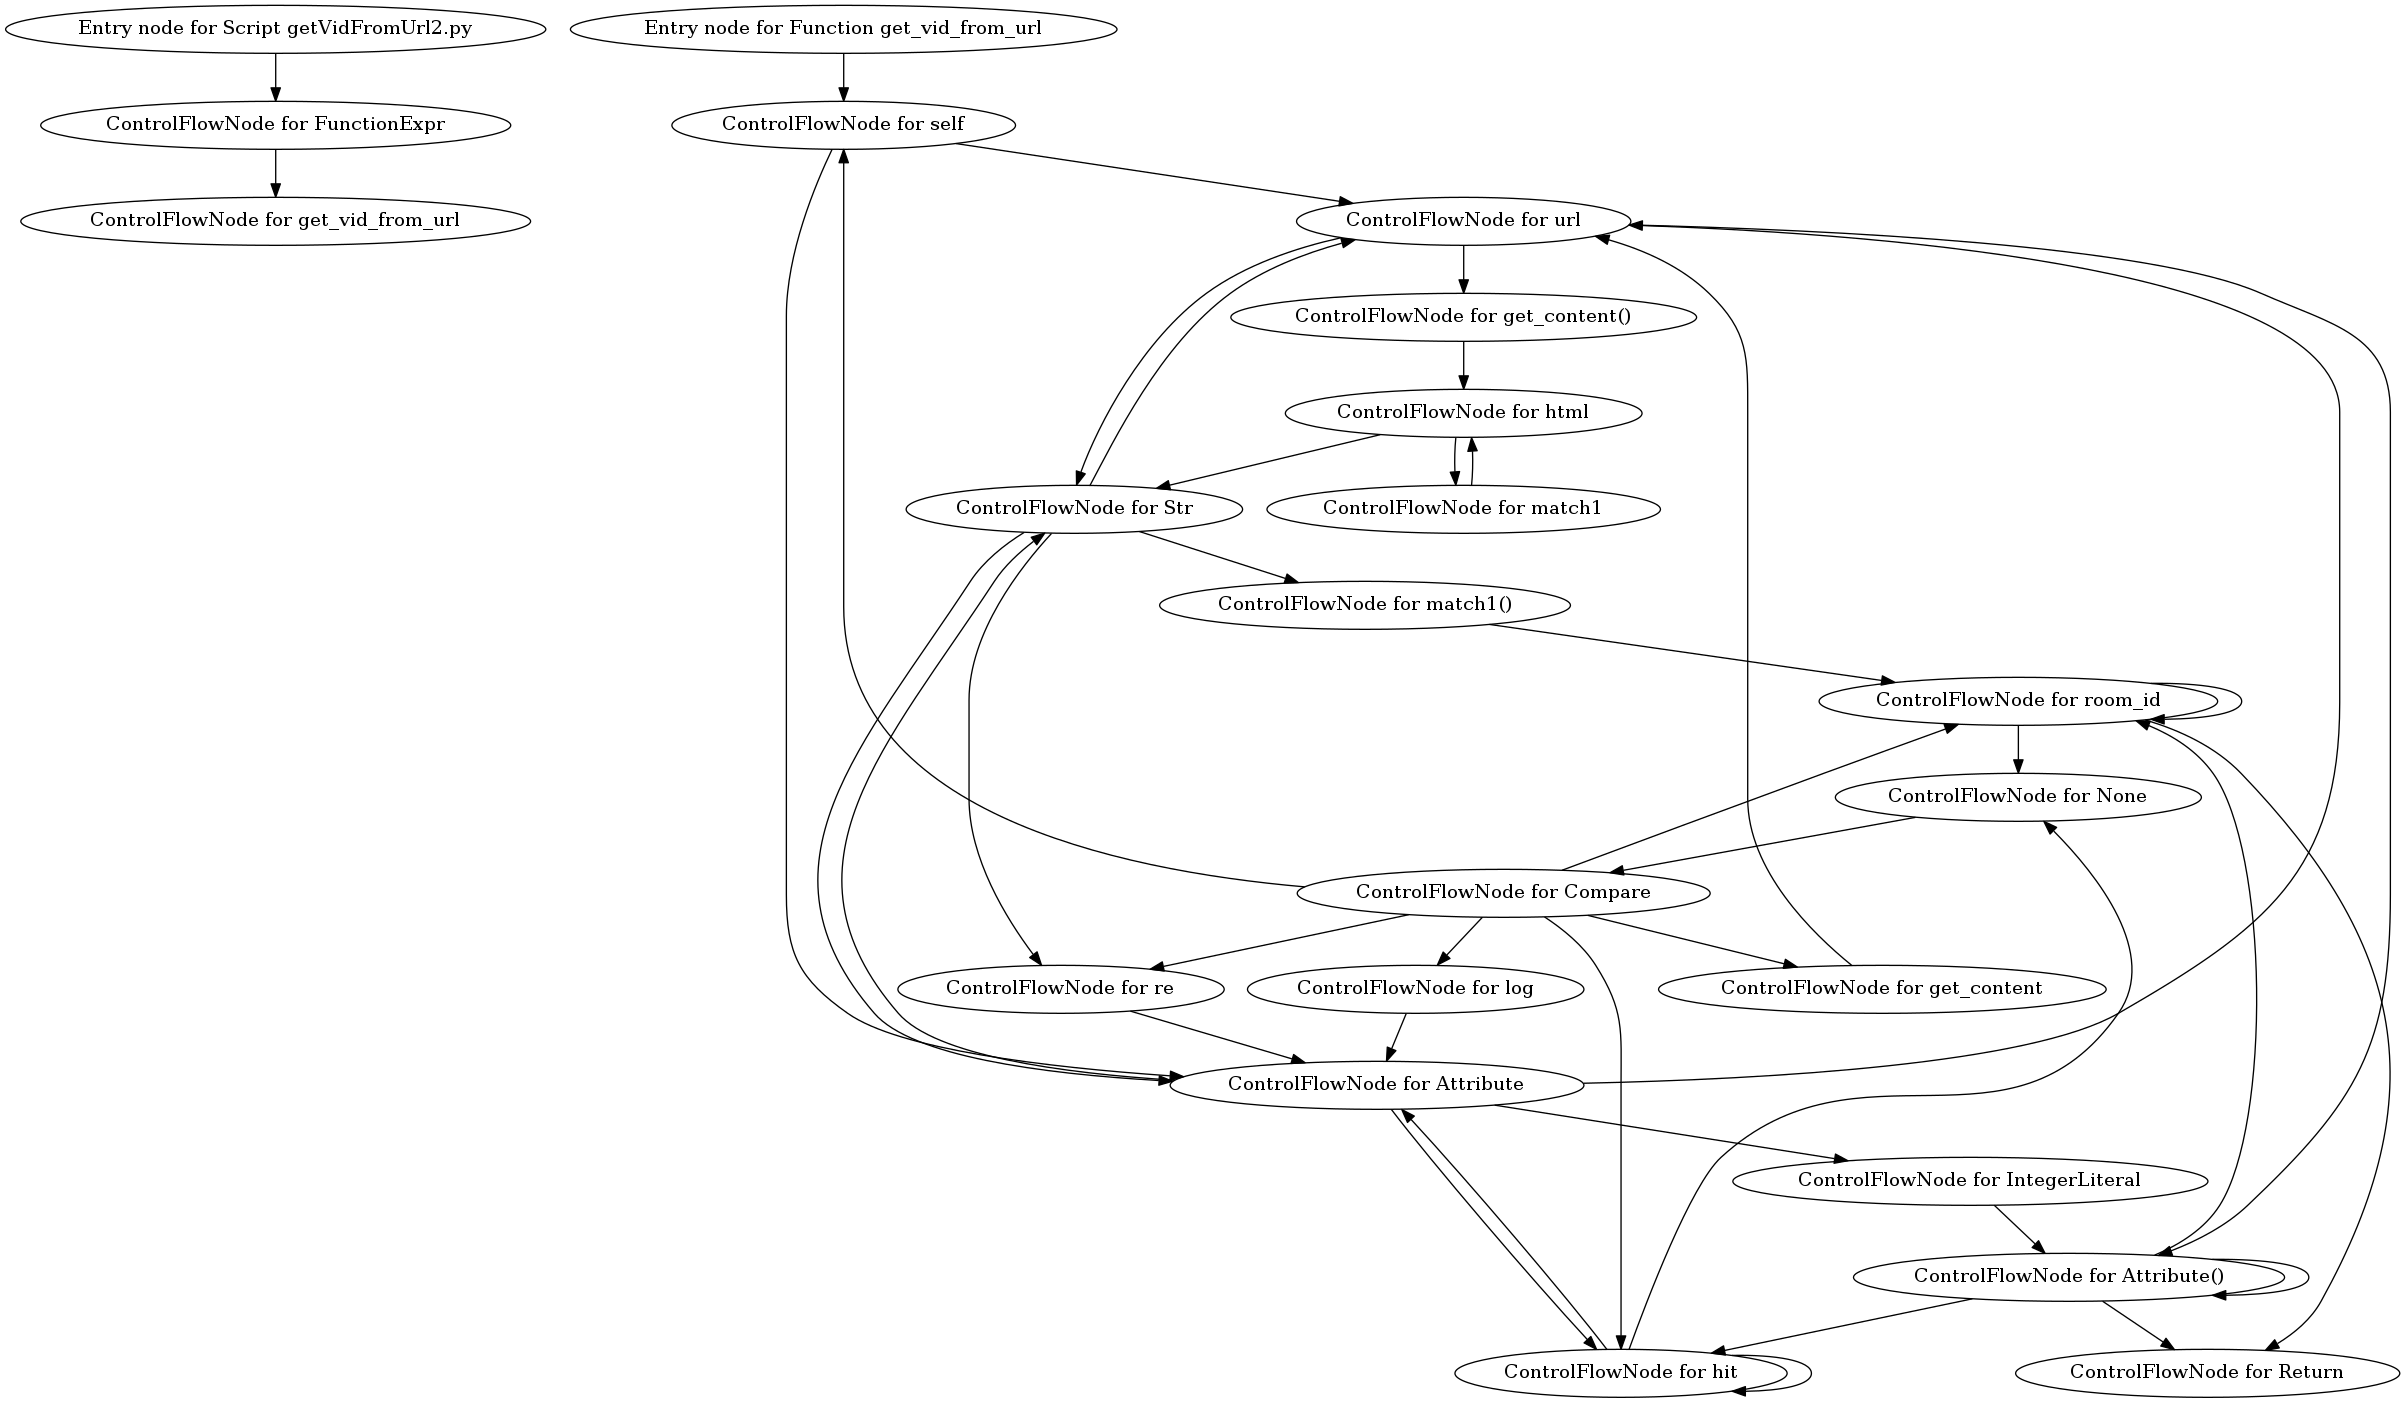 Entry node for Script getVidFromUrl2.py
Entry node for Function get_vid_from_url
ControlFlowNode for FunctionExpr
ControlFlowNode for self
ControlFlowNode for get_vid_from_url
ControlFlowNode for url
ControlFlowNode for get_content()
ControlFlowNode for html
ControlFlowNode for Str
ControlFlowNode for match1
ControlFlowNode for match1()
ControlFlowNode for room_id
ControlFlowNode for None
ControlFlowNode for Compare
ControlFlowNode for re
ControlFlowNode for log
ControlFlowNode for get_content
ControlFlowNode for Attribute
ControlFlowNode for IntegerLiteral
ControlFlowNode for Attribute()
ControlFlowNode for hit
ControlFlowNode for Return